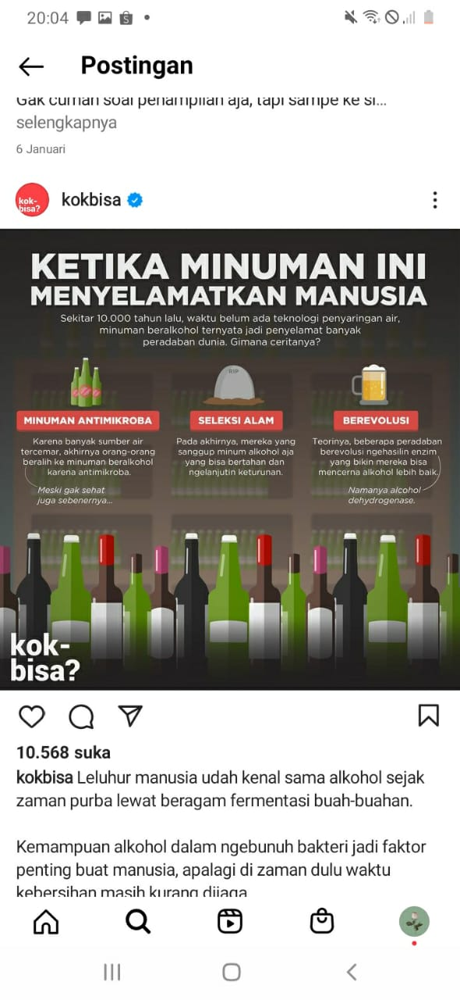 20:04
Postingan
Gak cuman soal penampilan aja, tapi sampe ke si...
selengkapnya
6 Januari
kok-
bisa?
kokbisa
KETIKA MINUMAN INI
MENYELAMATKAN MANUSIA
Sekitar 10.000 tahun lalu, waktu belum ada teknologi penyaringan air,
minuman beralkohol ternyata jadi penyelamat banyak
peradaban dunia. Gimana ceritanya?
RIP
MINUMAN ANTIMIKROBA
Karena banyak sumber air
tercemar, akhirnya orang-orang
beralih ke minuman beralkohol
karena antimikroba.
Meski gak sehat
juga sebenernya...
SELEKSI ALAM
Pada akhirnya, mereka yang
sanggup minum alkohol aja
yang bisa bertahan dan
ngelanjutin keturunan.
BEREVOLUSI
Teorinya, beberapa peradaban
berevolusi ngehasilin enzim
yang bikin mereka bisa
mencerna alkohol lebih baik.
Namanya alcohol
dehydrogenase.
kok-
bisa?
10.568 suka
kokbisa Leluhur manusia udah kenal sama alkohol sejak
zaman purba lewat beragam fermentasi buah-buahan.
Kemampuan alkohol dalam ngebunuh bakteri jadi faktor
penting buat manusia, apalagi di zaman dulu waktu
kebersihan masih kurang dijaga